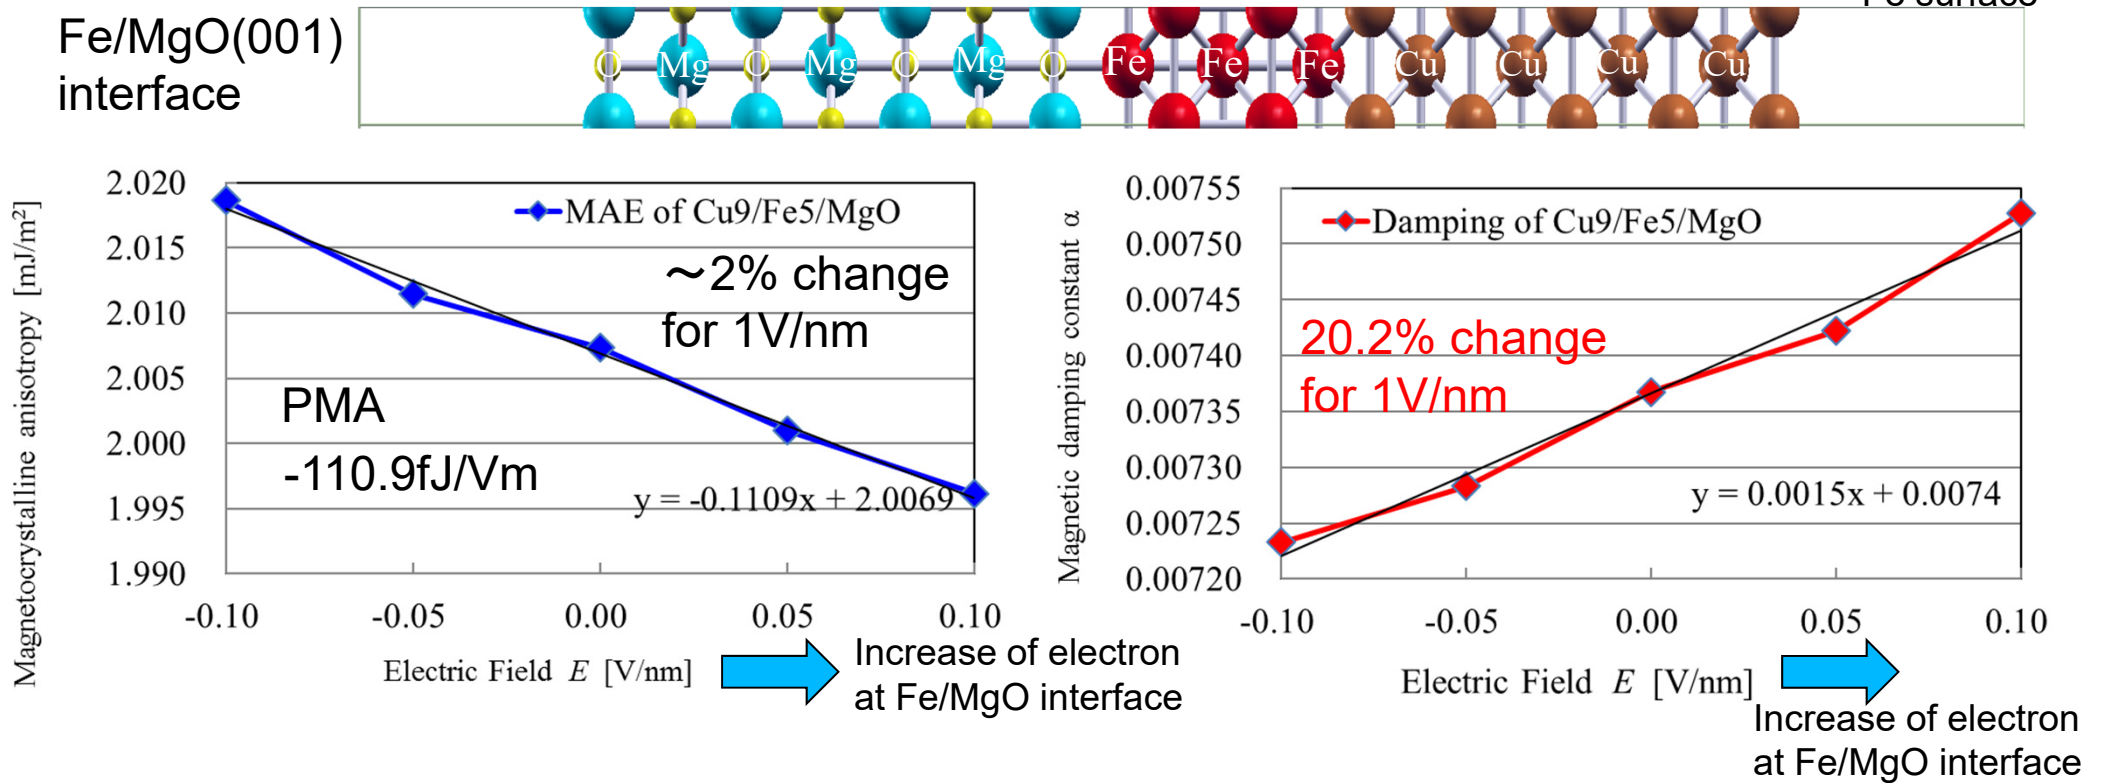 Fe surface
Fe/MgO(001)
interface
O Mg O Mg O Mg O Fe Fe Fe Cu Cu Cu Cu
Magnetocrystalline anisotropy [mJ/m²]
2.020
2.015
2.010
2.005
2.000
1.995
1.990
MAE of Cu9/Fe5/MgO
~2% change
for 1V/nm
PMA
-110.9fJ/Vm
y = -0.1109x + 2.0069
-0.10 -0.05 0.00 0.05 0.10
Electric Field E [V/nm]
Increase of electron
at Fe/MgO interface
Magnetic damping constant α
0.00755
0.00750
0.00745
0.00740
0.00735
0.00730
0.00725
0.00720
Damping of Cu9/Fe5/MgO
20.2% change
for 1V/nm
y = 0.0015x + 0.0074
-0.10 -0.05 0.00 0.05 0.10
Electric Field E [V/nm]
Increase of electron
at Fe/MgO interface